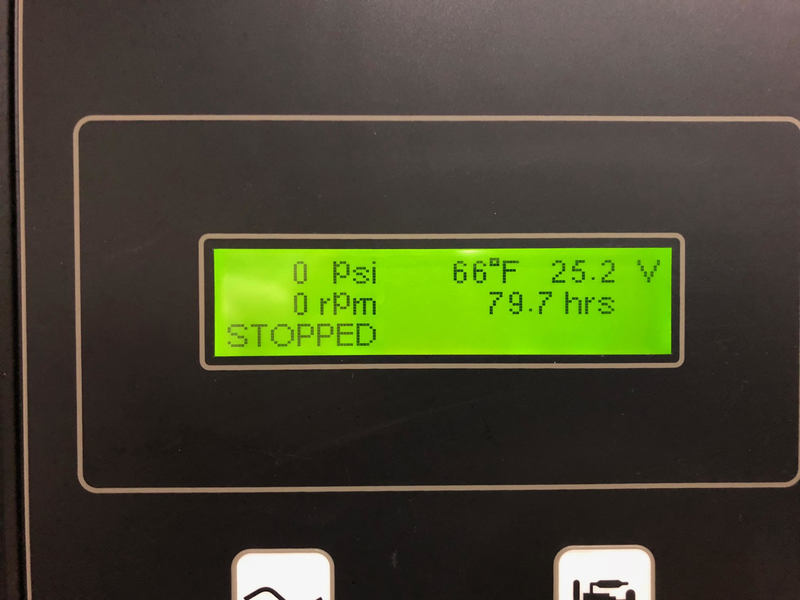 0 psi 66°F 25.2 V
0 rpm 79.7 hrs
STOPPED